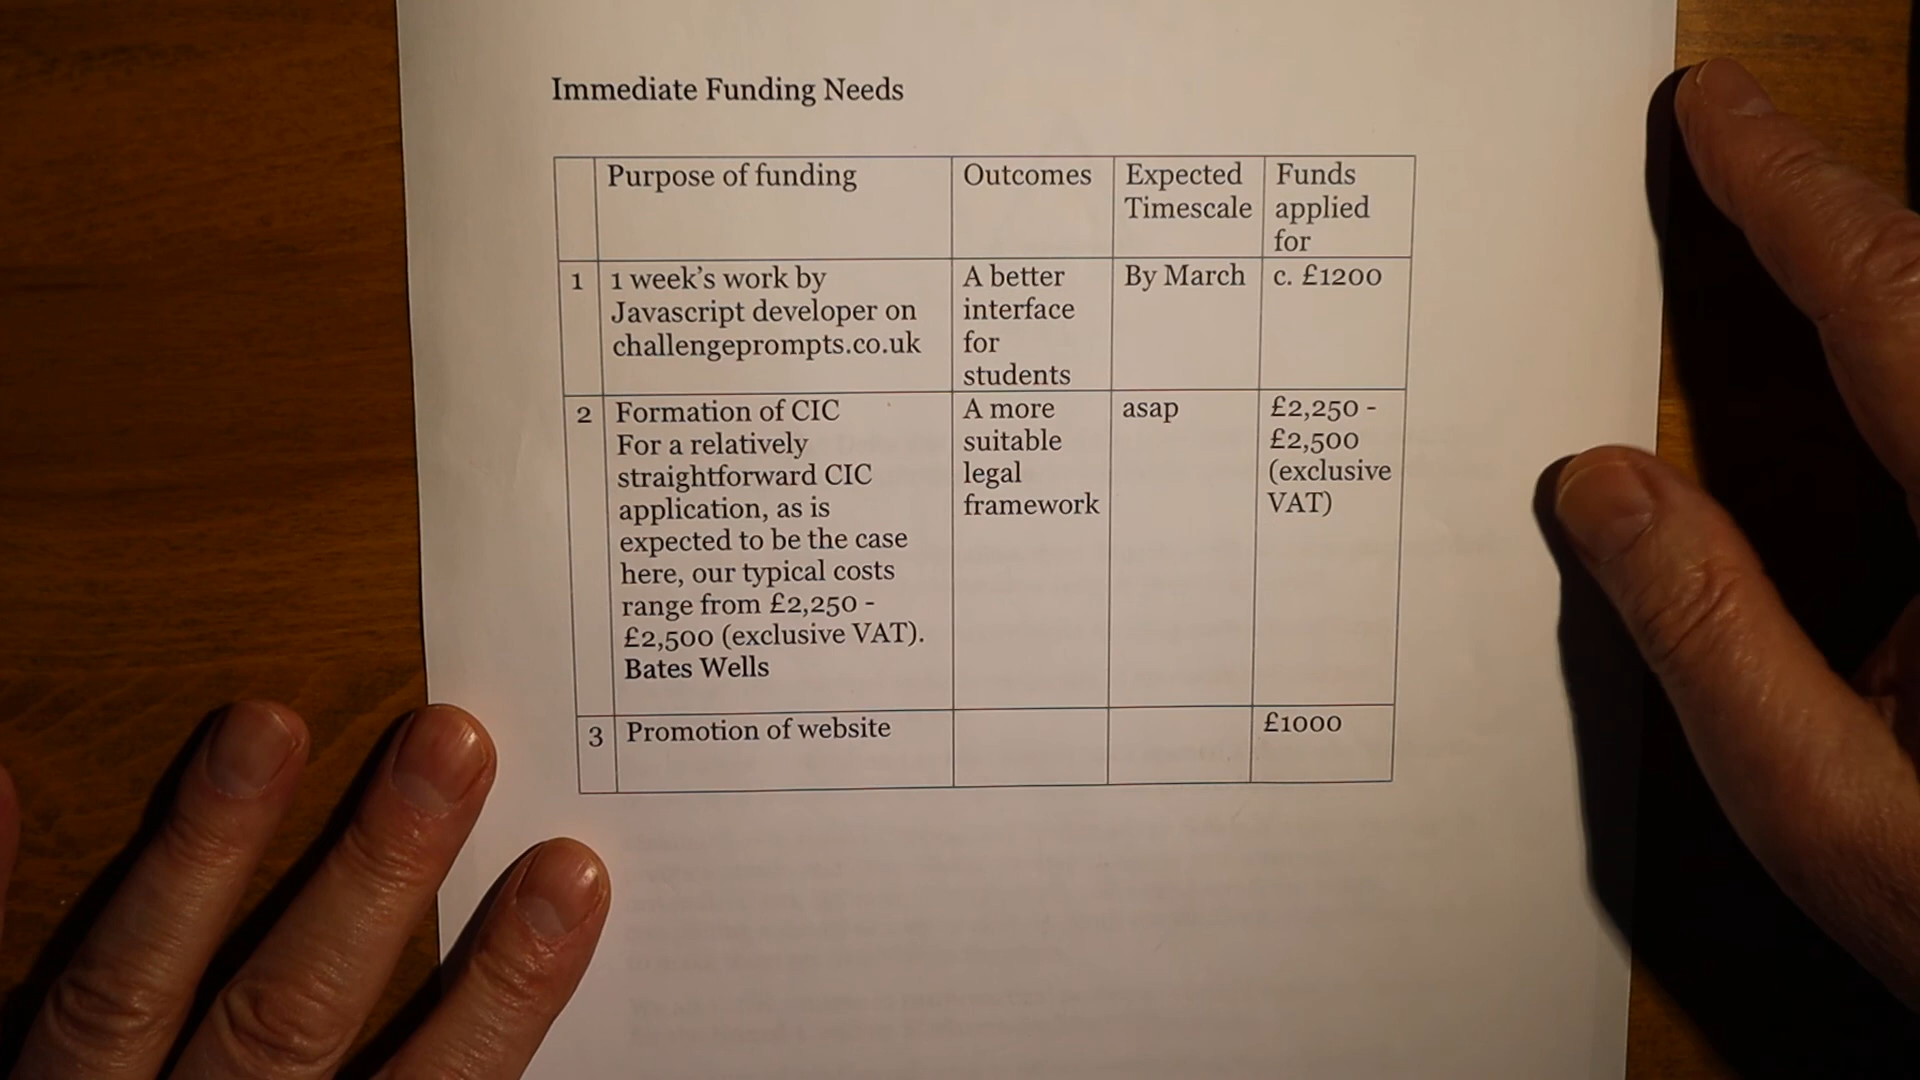 Immediate Funding Needs
Purpose of funding
Outcomes
Expected
Timescale
Funds
applied
for
1
1 week's work by
Javascript developer on
challengeprompts.co.uk
A better
interface
for
students
By March
c. £1200
2
Formation of CIC
For a relatively
straightforward CIC
application, as is
expected to be the case
here, our typical costs
range from £2,250 -
£2,500 (exclusive VAT).
Bates Wells
A more
suitable
legal
framework
asap
£2,250 -
£2,500
(exclusive
VAT)
3
Promotion of website
£1000